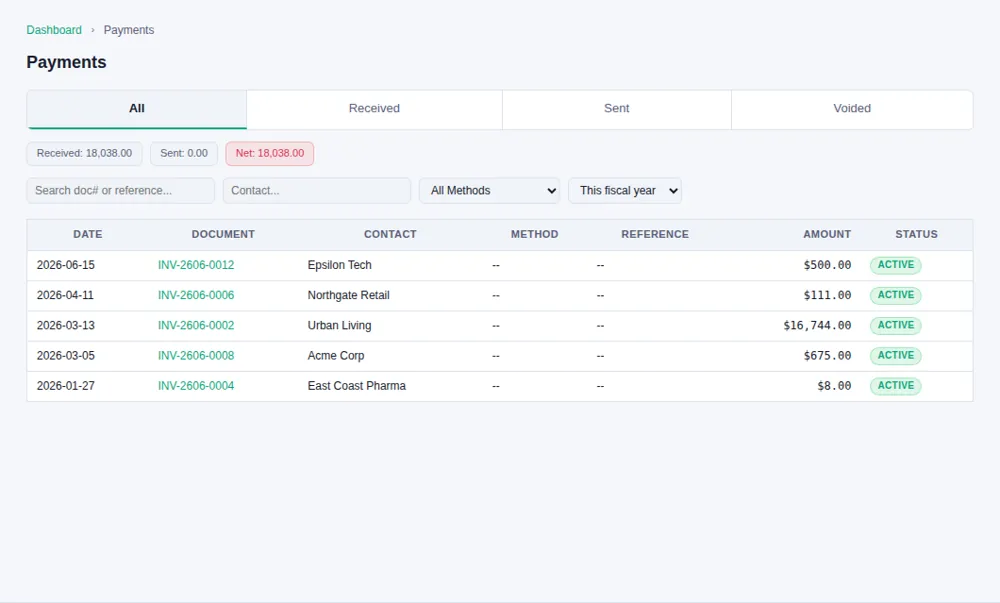 Dashboard › Payments
Payments
All Received Sent Voided
Received: 18,038.00 Sent: 0.00 Net: 18,038.00
Search doc# or reference... Contact... All Methods This fiscal year
DATE DOCUMENT CONTACT METHOD REFERENCE AMOUNT STATUS
2026-06-15 INV-2606-0012 Epsilon Tech -- -- $500.00 ACTIVE
2026-04-11 INV-2606-0006 Northgate Retail -- -- $111.00 ACTIVE
2026-03-13 INV-2606-0002 Urban Living -- -- $16,744.00 ACTIVE
2026-03-05 INV-2606-0008 Acme Corp -- -- $675.00 ACTIVE
2026-01-27 INV-2606-0004 East Coast Pharma -- -- $8.00 ACTIVE